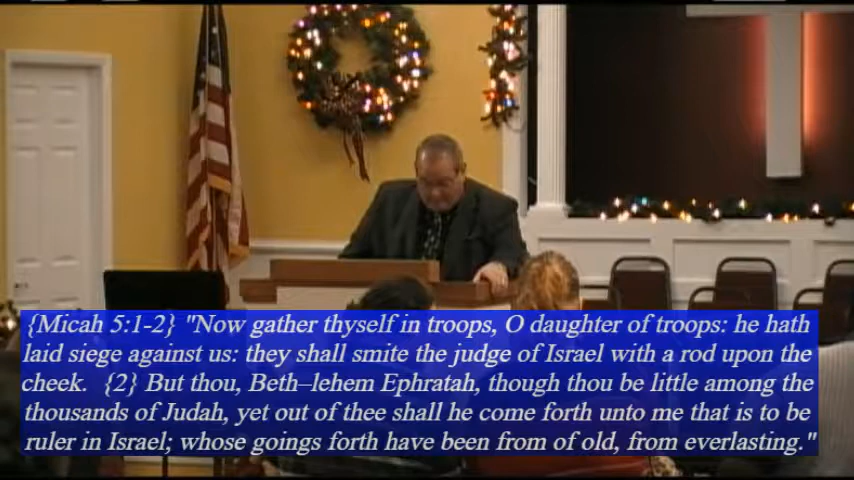 {Micah 5:1-2} "Now gather thyself in troops, O daughter of troops: he hath
laid siege against us: they shall smite the judge of Israel with a rod upon the
cheek. {2} But thou, Beth–lehem Ephratah, though thou be little among the
thousands of Judah, yet out of thee shall he come forth unto me that is to be
ruler in Israel; whose goings forth have been from of old, from everlasting."